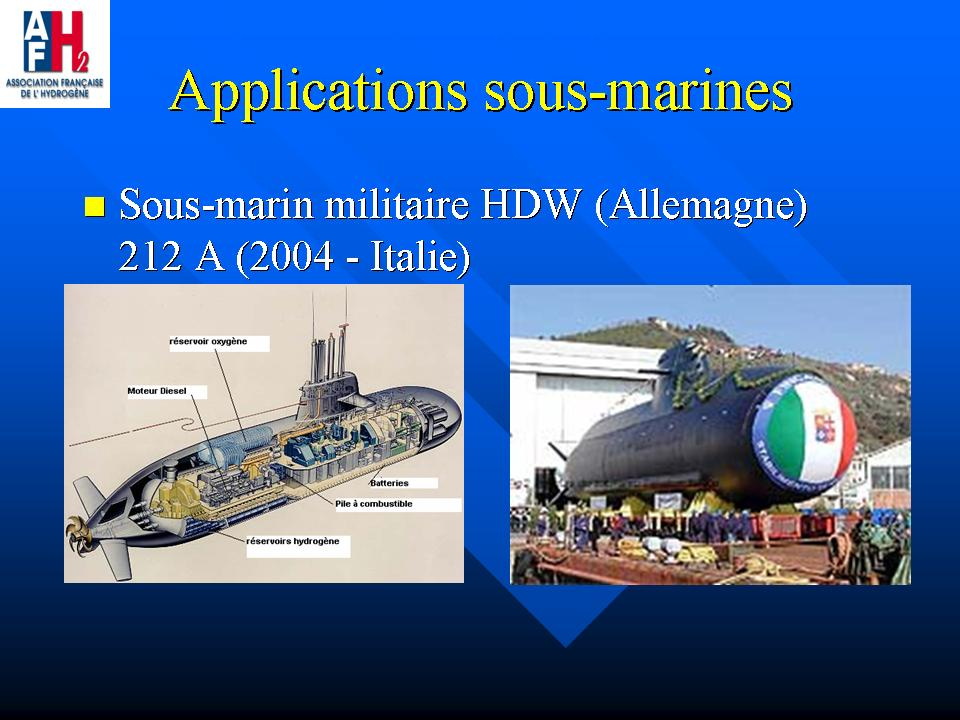 AFH2
ASSOCIATION FRANÇAISE
DE L'HYDROGÈNE
Applications sous-marines
Sous-marin militaire HDW (Allemagne)
212 A (2004 - Italie)
réservoir oxygène
Moteur Diesel
Batteries
Pile à combustible
réservoirs hydrogène